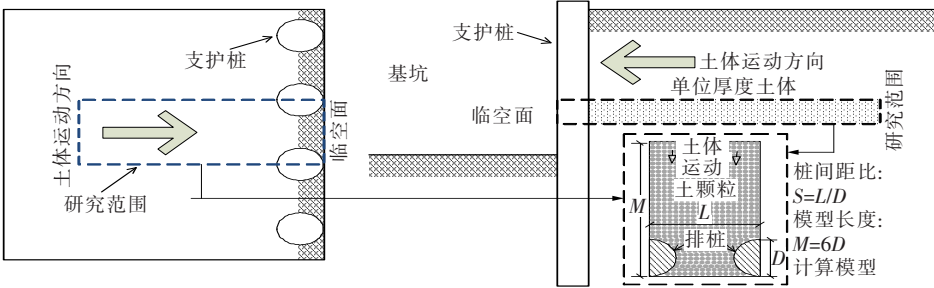 支护桩
土体运动方向
临空面
研究范围
支护桩
基坑
临空面
土体运动方向
单位厚度土体
研究范围
土体
运动
土颗粒
L
M
排桩
D
桩间距比:
S=L/D
模型长度:
M=6D
计算模型